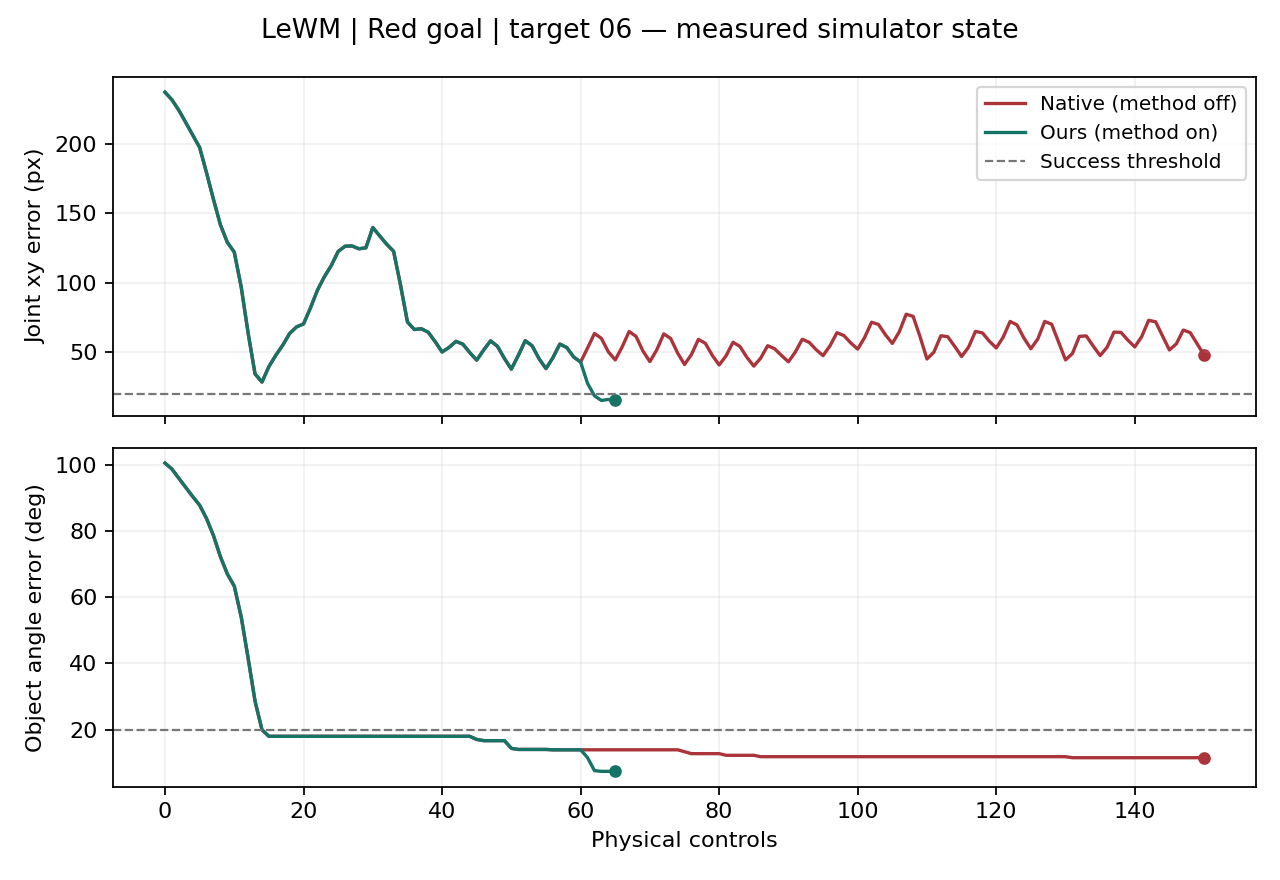 LeWM | Red goal | target 06 — measured simulator state
Joint xy error (px)
200
150
100
50
Native (method off)
Ours (method on)
Success threshold
Object angle error (deg)
100
80
60
40
20
0 20 40 60 80 100 120 140
Physical controls